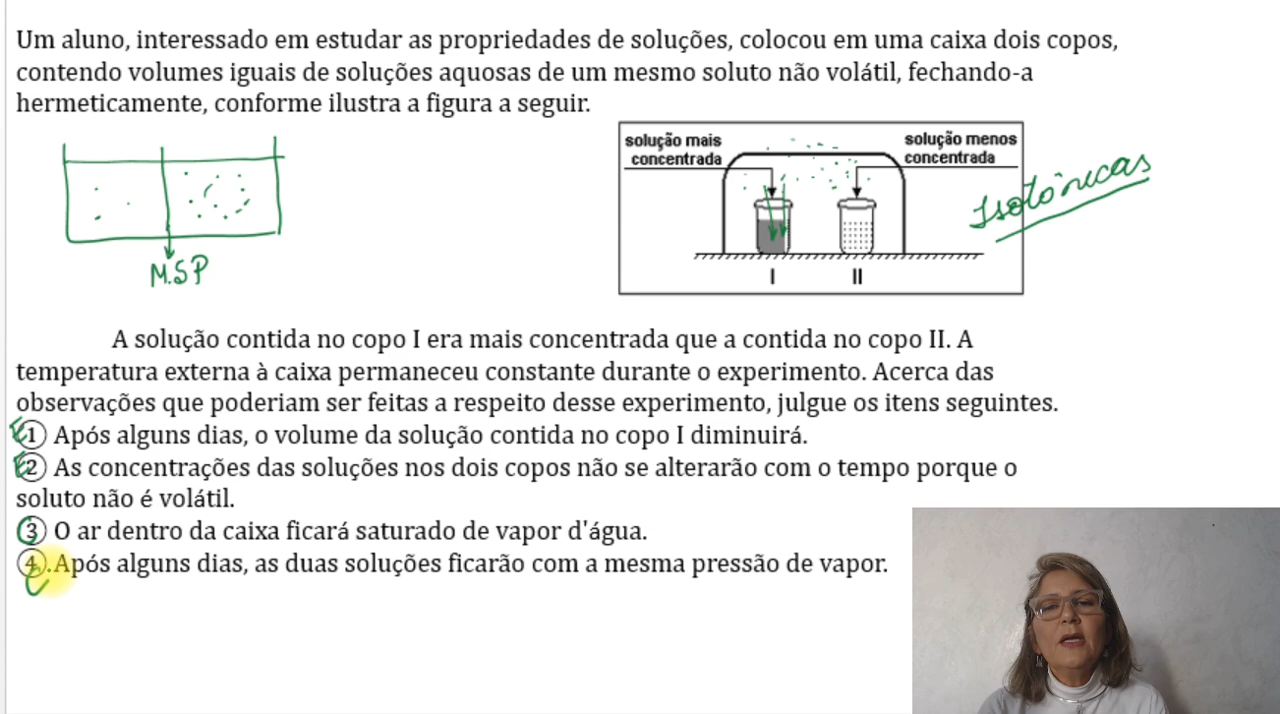 Um aluno, interessado em estudar as propriedades de soluções, colocou em uma caixa dois copos,
contendo volumes iguais de soluções aquosas de um mesmo soluto não volátil, fechando-a
hermeticamente, conforme ilustra a figura a seguir.
M.S.P
solução mais
concentrada
solução menos
concentrada
I
II
Isotônicas
A solução contida no copo I era mais concentrada que a contida no copo II. A
temperatura externa à caixa permaneceu constante durante o experimento. Acerca das
observações que poderiam ser feitas a respeito desse experimento, julgue os itens seguintes.
E ① Após alguns dias, o volume da solução contida no copo I diminuirá.
E ② As concentrações das soluções nos dois copos não se alterarão com o tempo porque o
soluto não é volátil.
C ③ O ar dentro da caixa ficará saturado de vapor d'água.
C ④.Após alguns dias, as duas soluções ficarão com a mesma pressão de vapor.